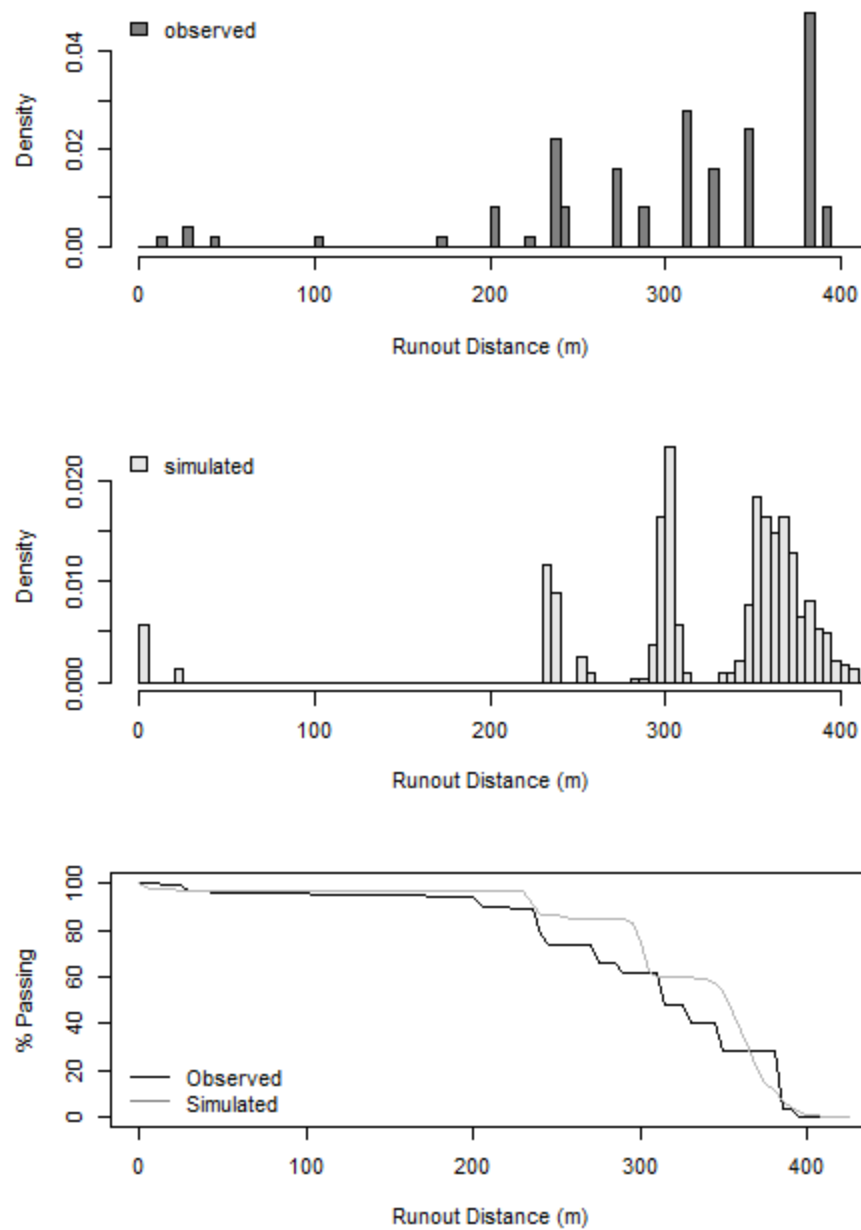 observed
Density
0.00 0.02 0.04
0 100 200 300 400
Runout Distance (m)
simulated
Density
0.000 0.010 0.020
0 100 200 300 400
Runout Distance (m)
% Passing
0 20 40 60 80 100
Observed
Simulated
0 100 200 300 400
Runout Distance (m)